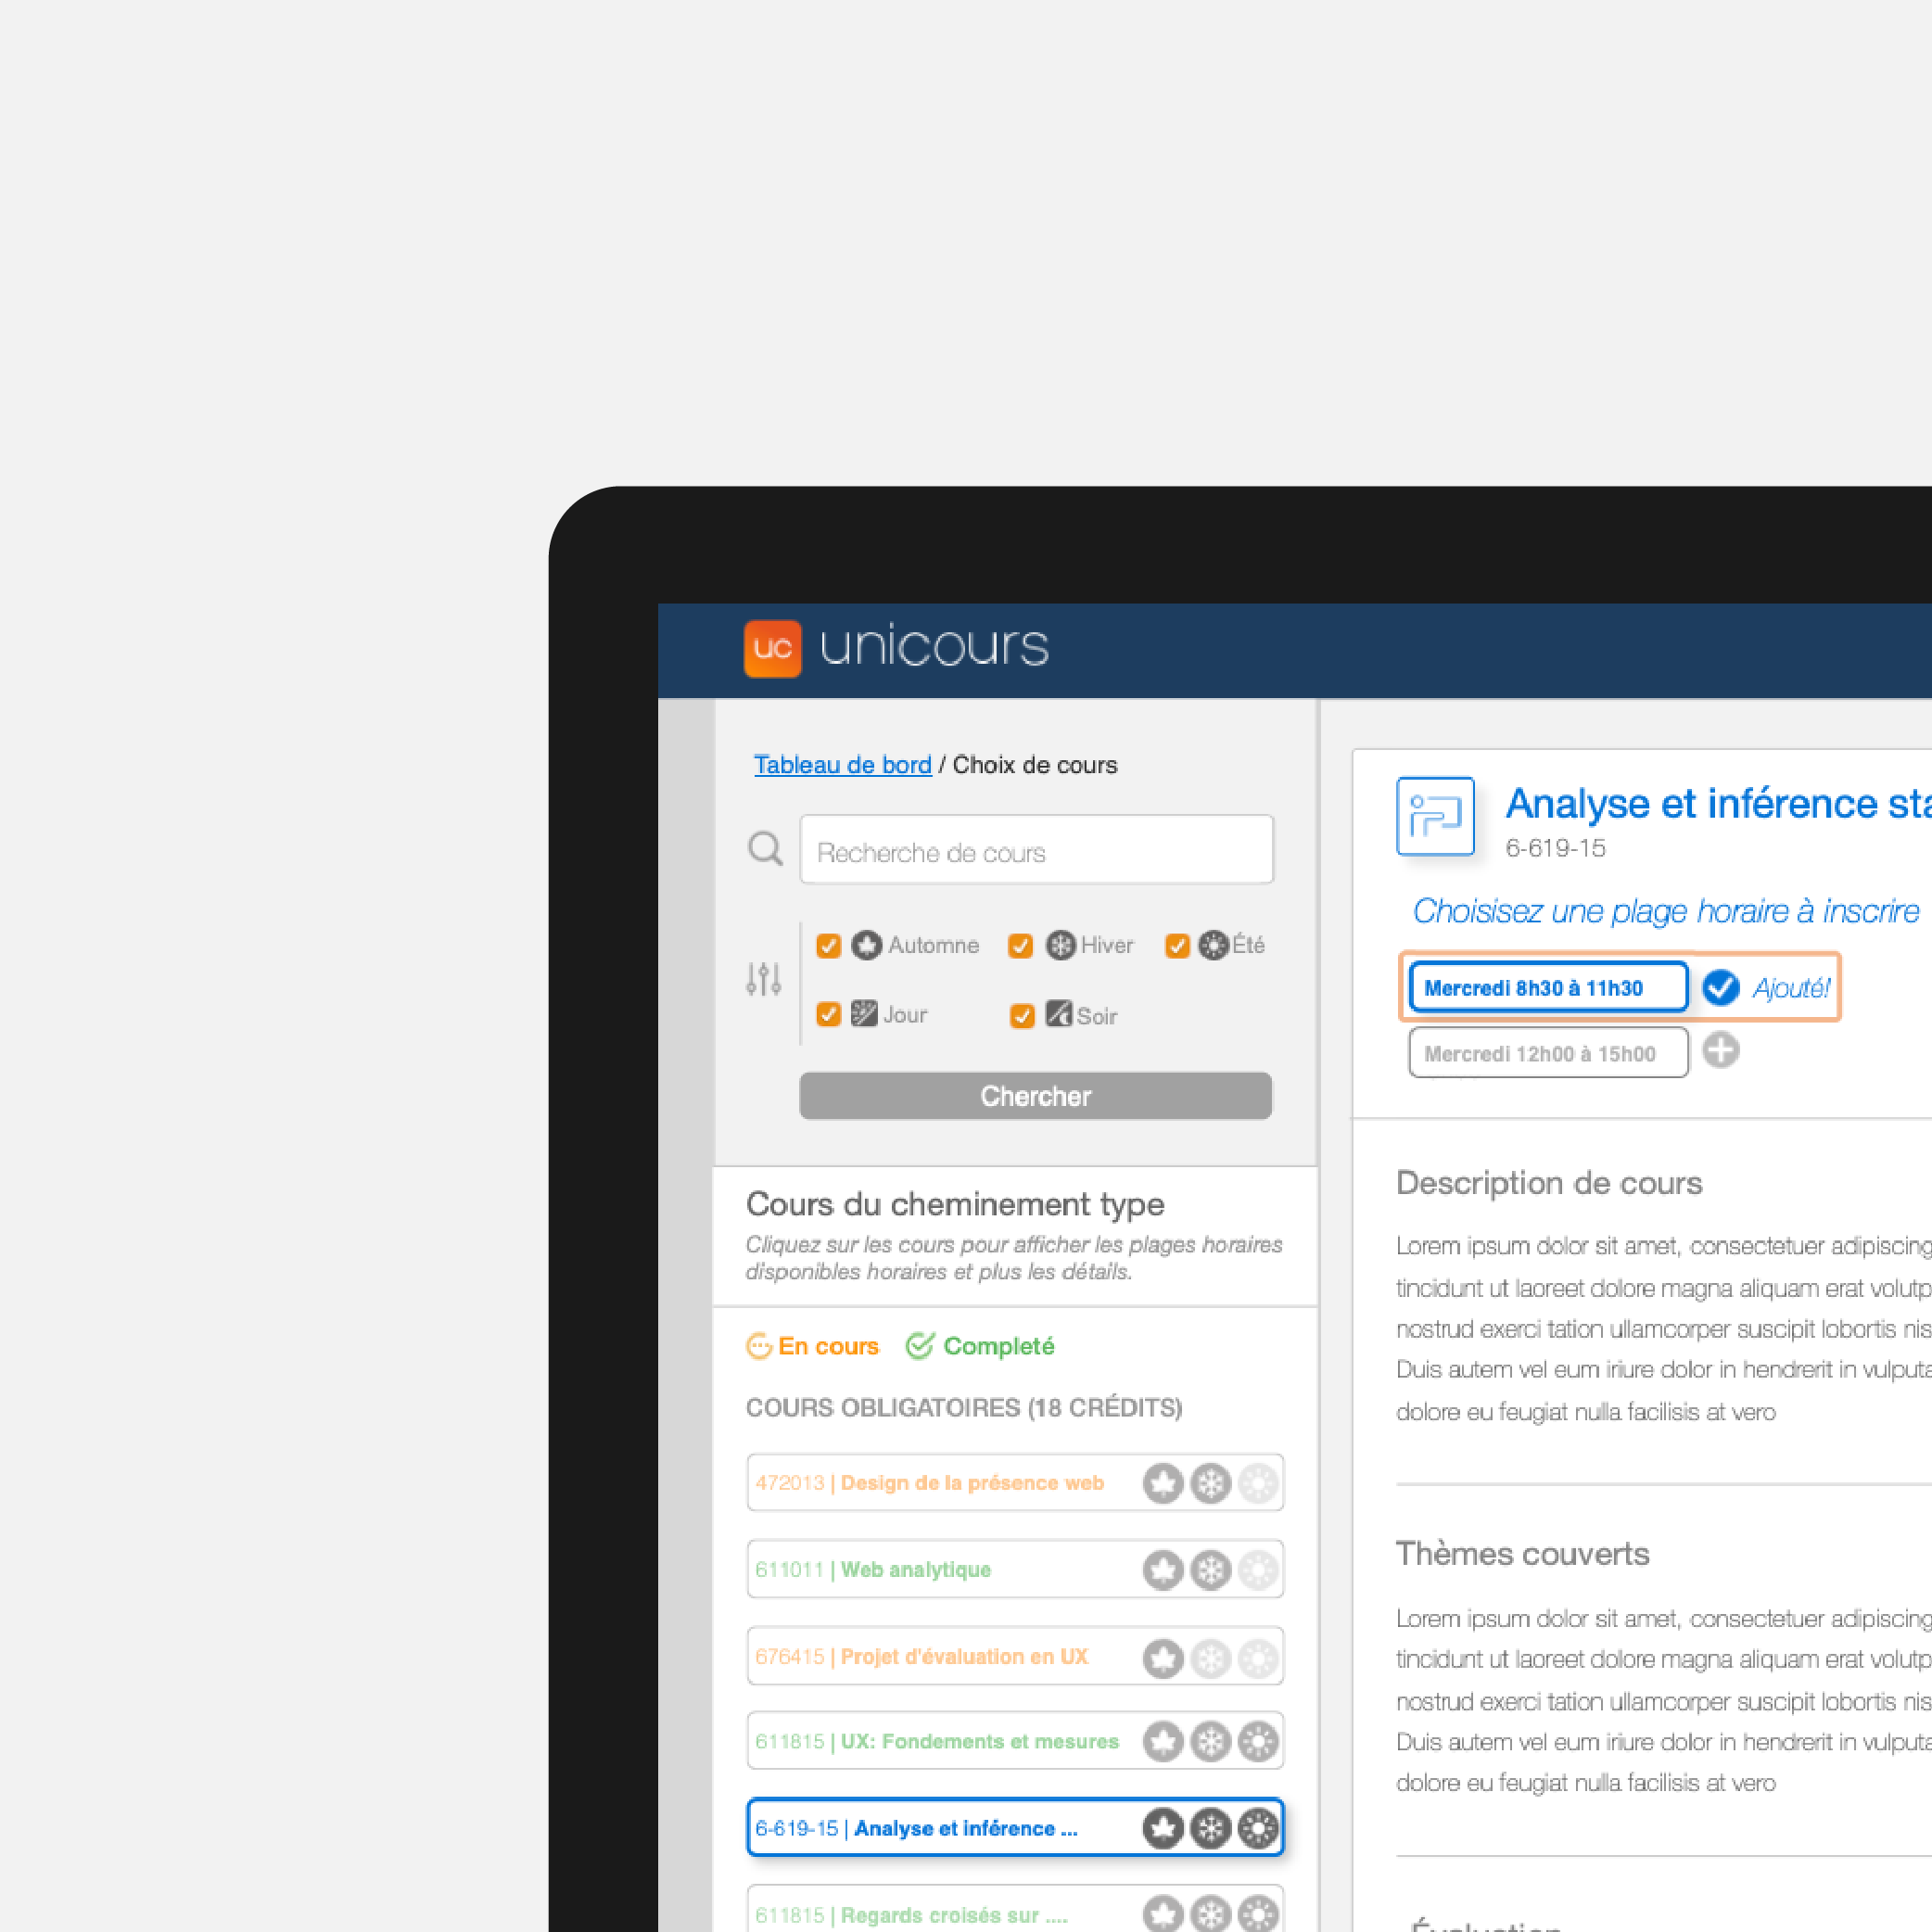 uc unicours
Tableau de bord / Choix de cours
Recherche de cours
Automne Hiver Été
Jour Soir
Chercher
Cours du cheminement type
Cliquez sur les cours pour afficher les plages horaires
disponibles horaires et plus les détails.
En cours Completé
COURS OBLIGATOIRES (18 CRÉDITS)
472013 | Design de la présence web
611011 | Web analytique
676415 | Projet d'évaluation en UX
611815 | UX: Fondements et mesures
6-619-15 | Analyse et inférence ...
611815 | Regards croisés sur ....
Analyse et inférence sta
6-619-15
Choisisez une plage horaire à inscrire
Mercredi 8h30 à 11h30 Ajouté!
Mercredi 12h00 à 15h00
Description de cours
Lorem ipsum dolor sit amet, consectetuer adipiscing
tincidunt ut laoreet dolore magna aliquam erat volutp
nostrud exerci tation ullamcorper suscipit lobortis nis
Duis autem vel eum iriure dolor in hendrerit in vulputa
dolore eu feugiat nulla facilisis at vero
Thèmes couverts
Lorem ipsum dolor sit amet, consectetuer adipiscing
tincidunt ut laoreet dolore magna aliquam erat volutp
nostrud exerci tation ullamcorper suscipit lobortis nis
Duis autem vel eum iriure dolor in hendrerit in vulputa
dolore eu feugiat nulla facilisis at vero
Évaluation